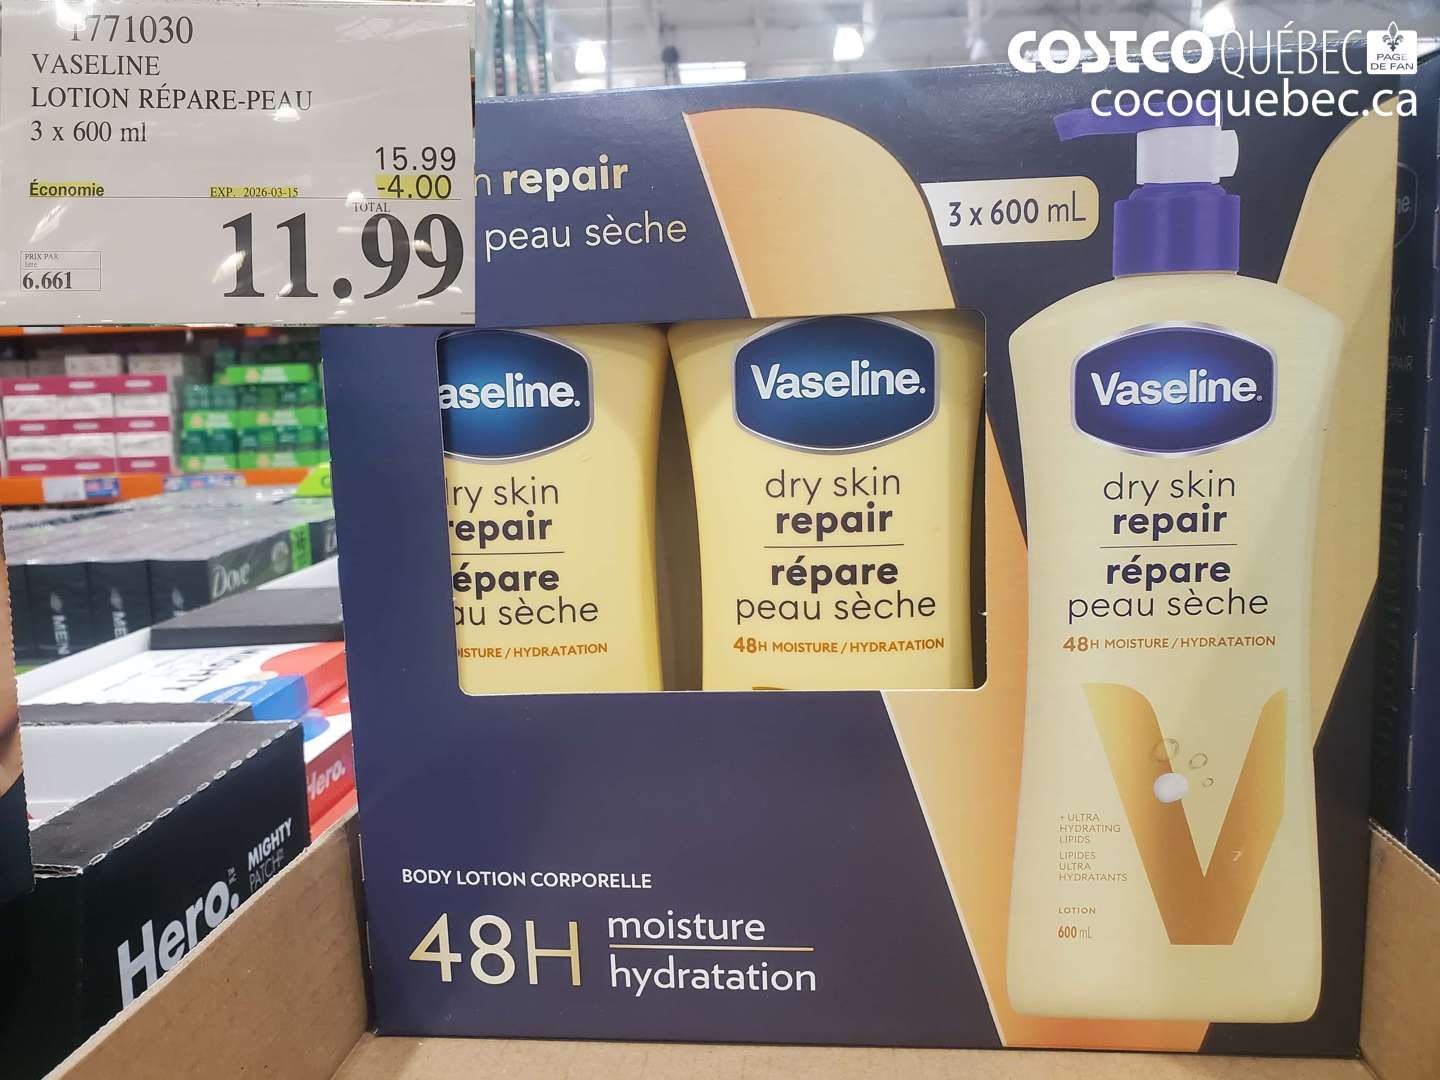 1771030
VASELINE
LOTION RÉPARE-PEAU
3 x 600 ml
15.99
Économie
EXP. 2026-03-15
-4.00
TOTAL
11.99
PRIX PAR
litre
6.661
COSTCO QUÉBEC
PAGE
DE FAN
cocoquebec.ca
n repair
peau sèche
3 x 600 mL
aseline.
ry skin
repair
épare
au sèche
ISTURE / HYDRATATION
Vaseline.
dry skin
repair
répare
peau sèche
48H MOISTURE / HYDRATATION
Vaseline.
dry skin
repair
répare
peau sèche
48H MOISTURE / HYDRATATION
+ ULTRA
HYDRATING
LIPIDS
LIPIDES
ULTRA
HYDRATANTS
LOTION
600 mL
BODY LOTION CORPORELLE
48H
moisture
hydratation
Dove
MEN
MEN
MIGHTY
Hero.
Hero.
MIGHTY
PATCH